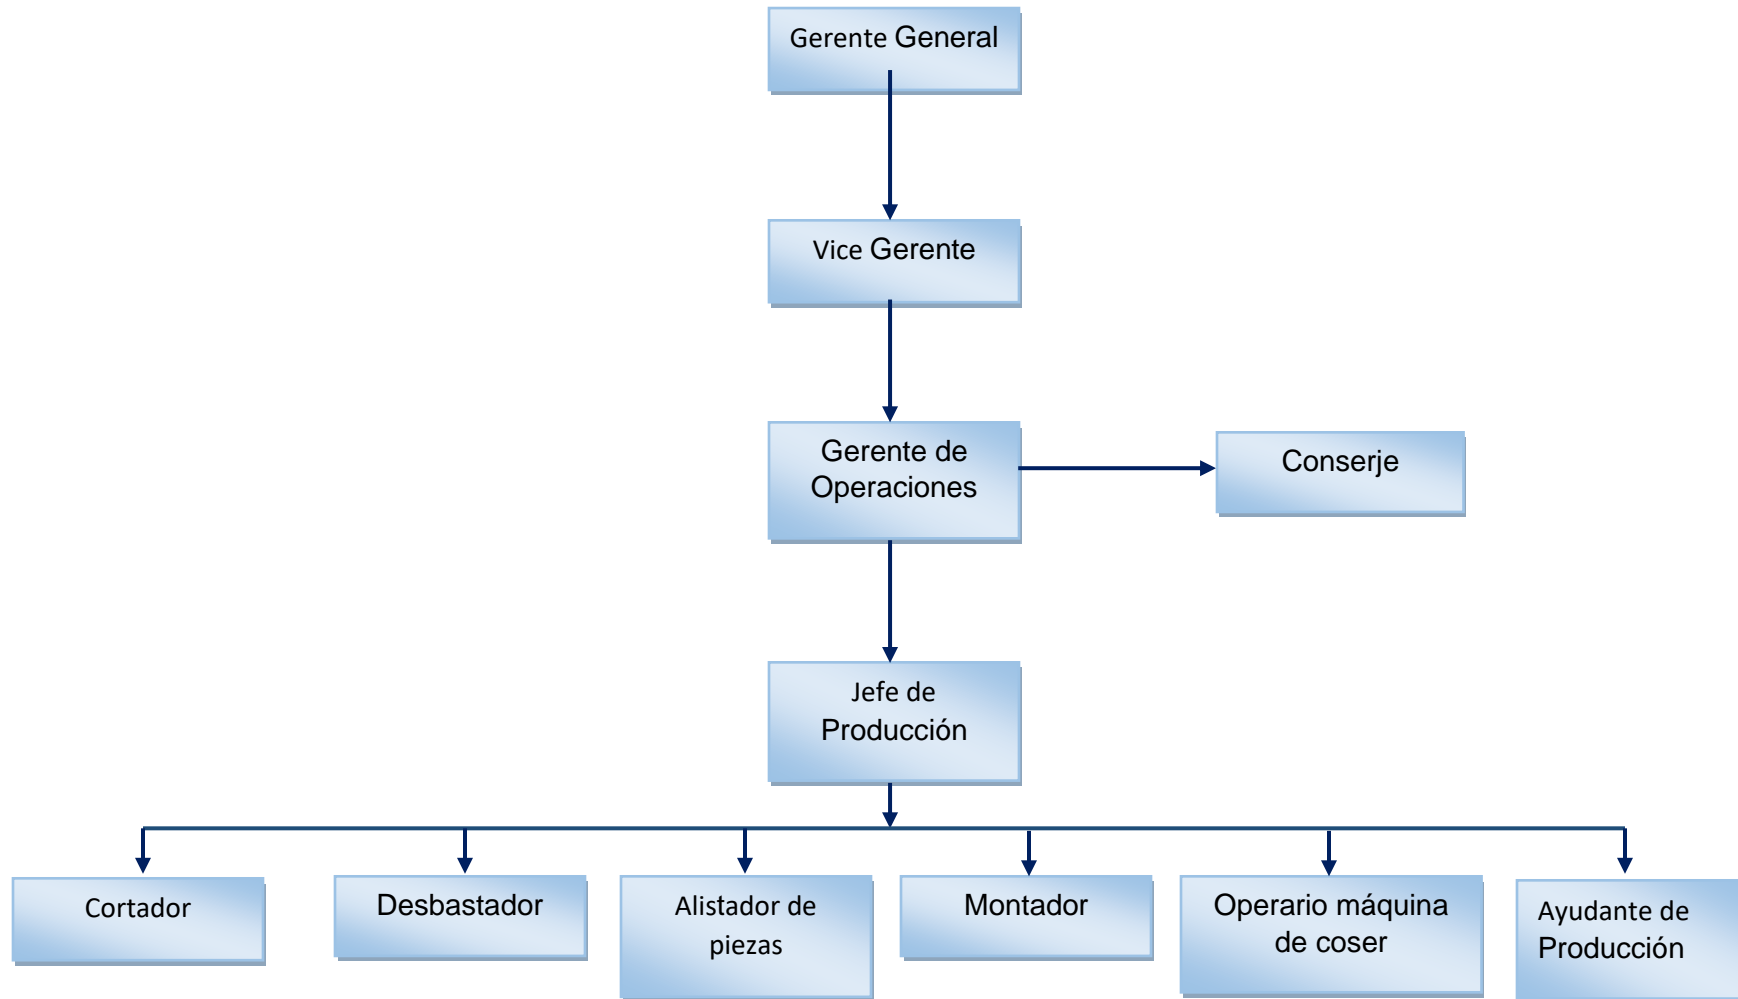 Gerente General
Vice Gerente
Gerente de
Operaciones
Conserje
Jefe de
Producción
Cortador
Desbastador
Alistador de
piezas
Montador
Operario máquina
de coser
Ayudante de
Producción